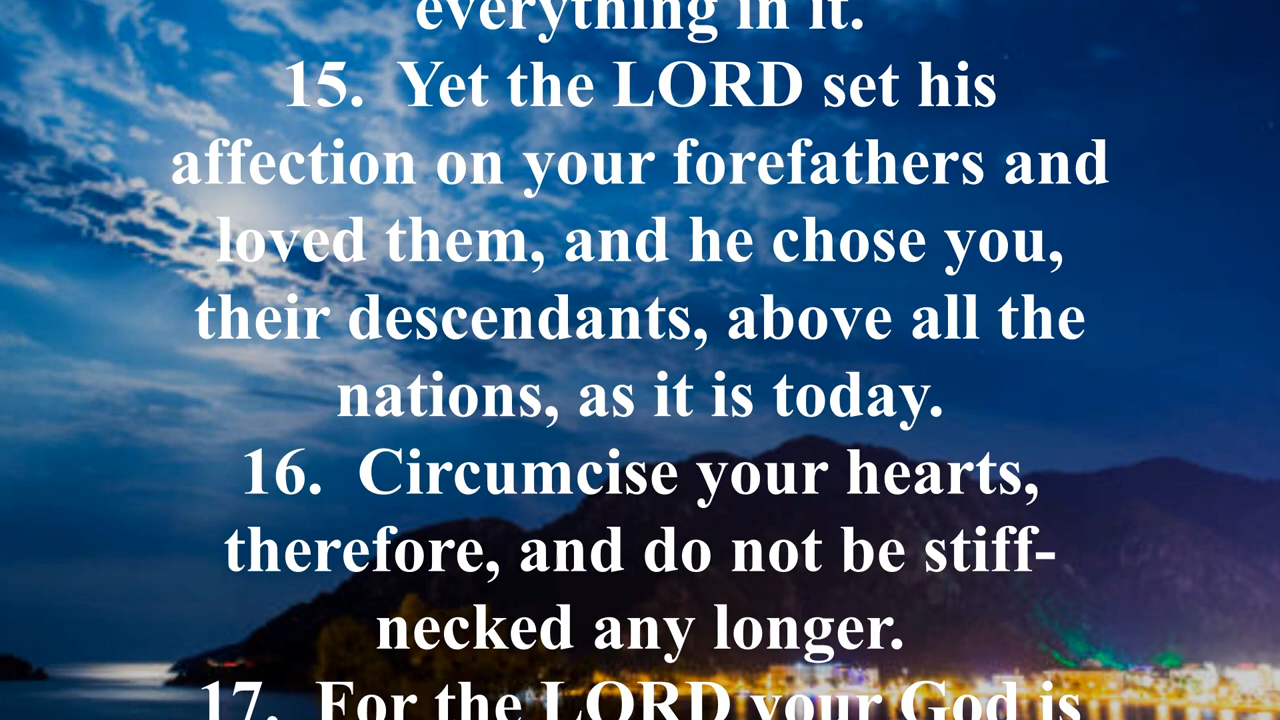 everything in it.
15.  Yet the LORD set his
affection on your forefathers and
loved them, and he chose you,
their descendants, above all the
nations, as it is today.
16.  Circumcise your hearts,
therefore, and do not be stiff-
necked any longer.
17.  For the LORD your God is